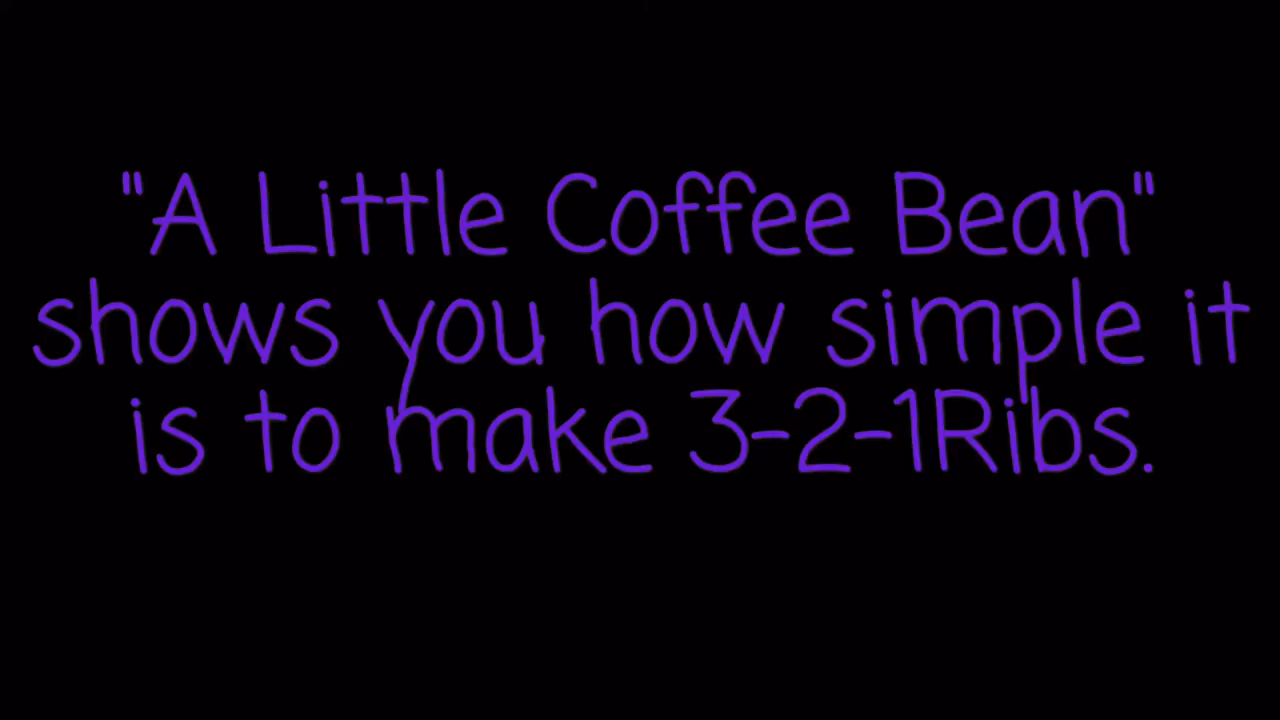 "A Little Coffee Bean"
shows you how simple it
is to make 3-2-1Ribs.